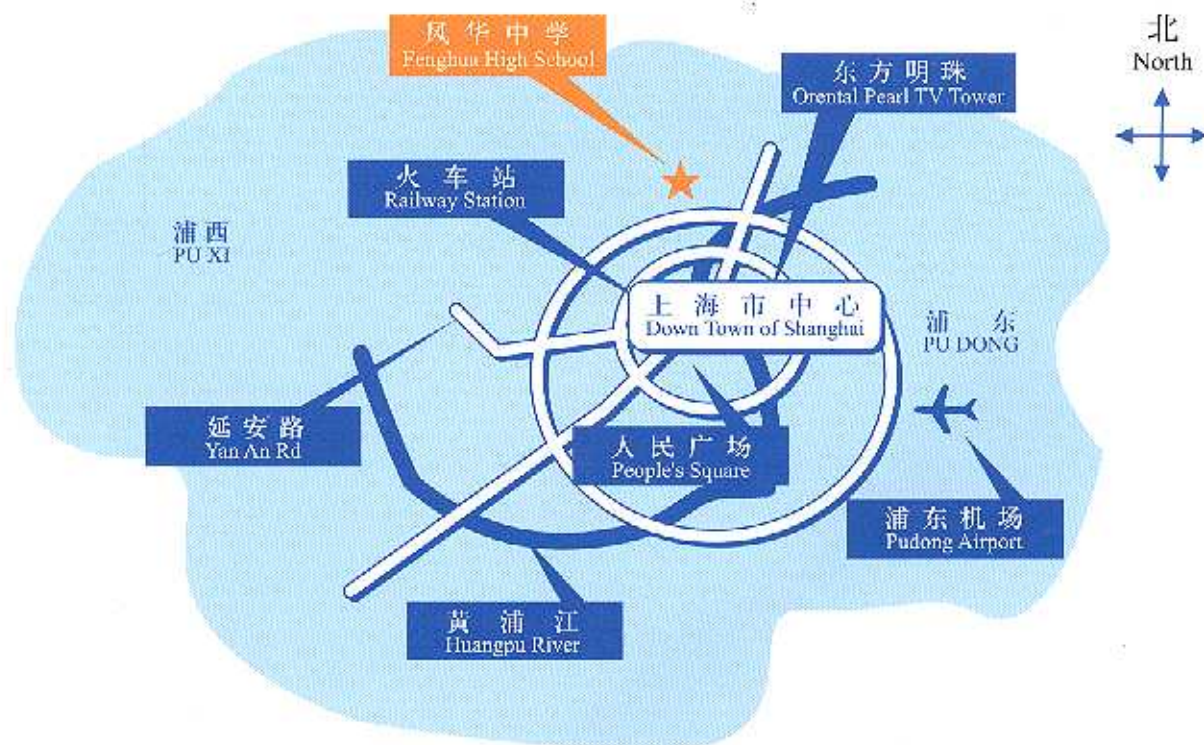 风华中学
Fenghua High School
东方明珠
Orental Pearl TV Tower
北
North
火车站
Railway Station
浦西
PU XI
上海市中心
Down Town of Shanghai
浦东
PU DONG
延安路
Yan An Rd
人民广场
People's Square
浦东机场
Pudong Airport
黄浦江
Huangpu River